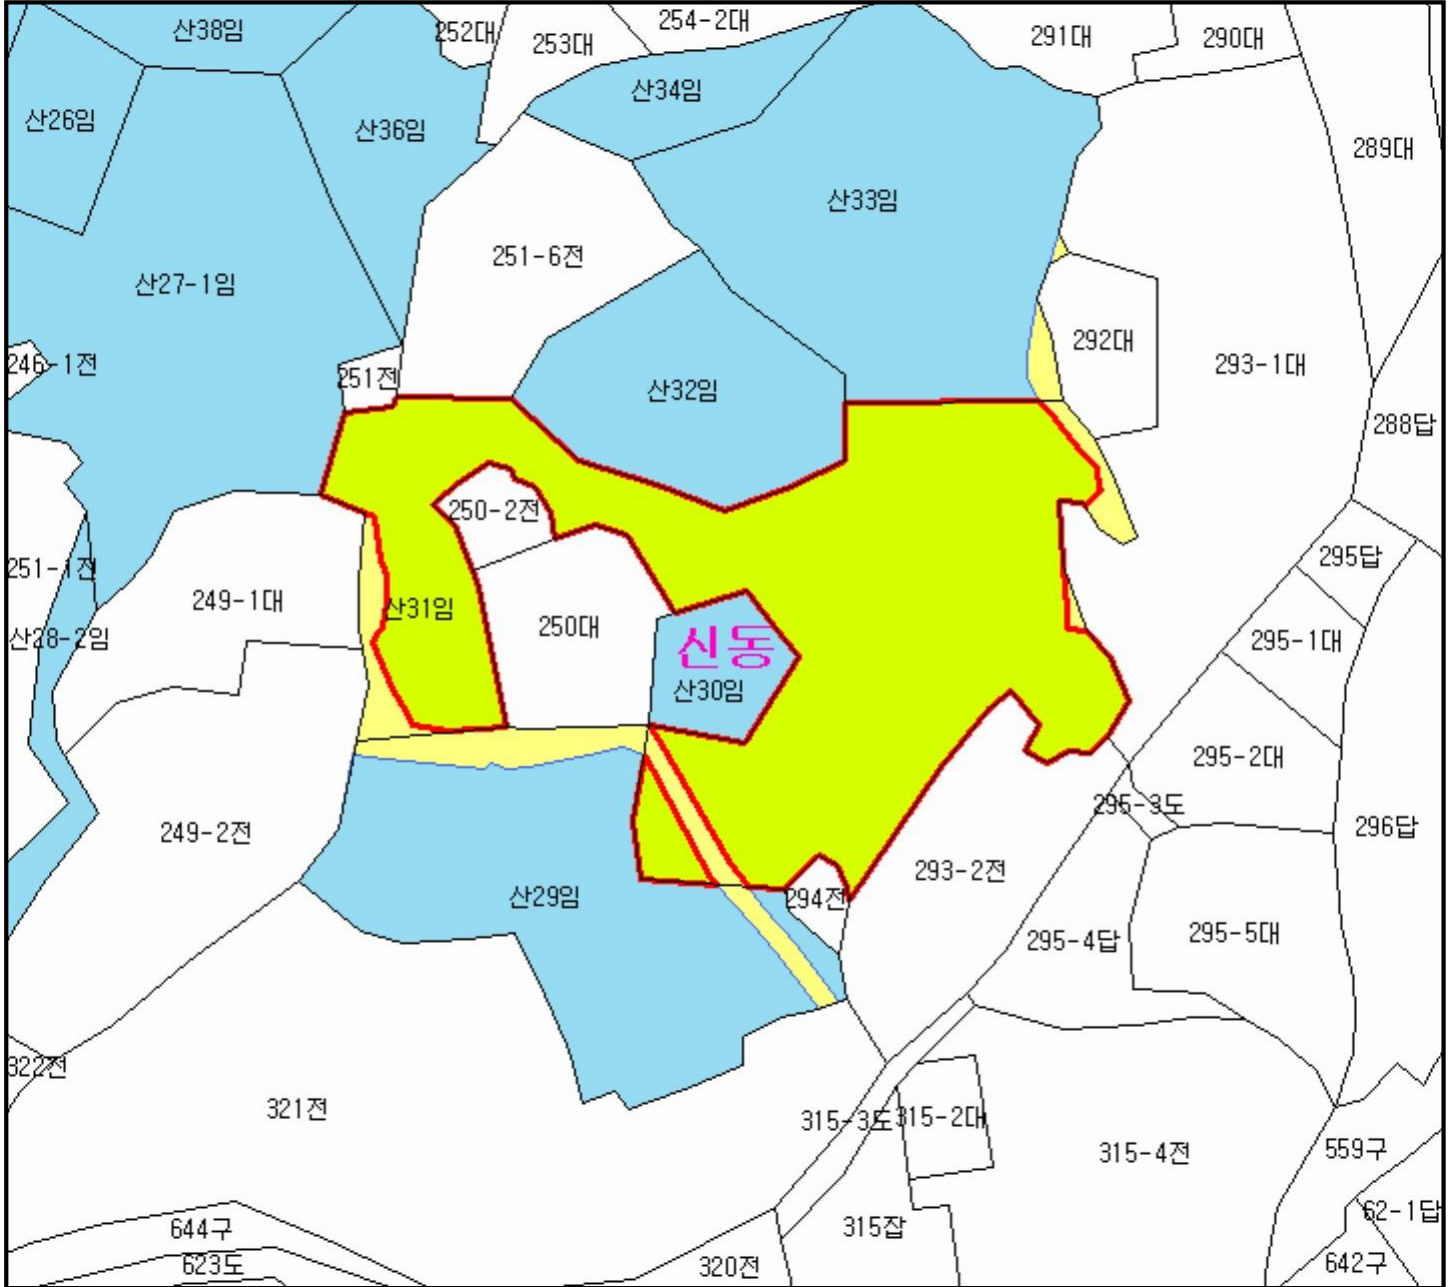 산38임
252대
253대
254-2대
291대
290대
산26임
산36임
산34임
289대
산33임
251-6전
산27-1임
292대
293-1대
246-1전
251전
산32임
288답
250-2전
295답
251-1전
249-1대
산31임
250대
신동
295-1대
산28-2임
산30임
295-2대
295-3도
249-2전
296답
293-2전
산29임
294전
295-4답
295-5대
322전
321전
315-3도
315-2대
315-4전
559구
62-1답
644구
315잡
623도
320전
642구